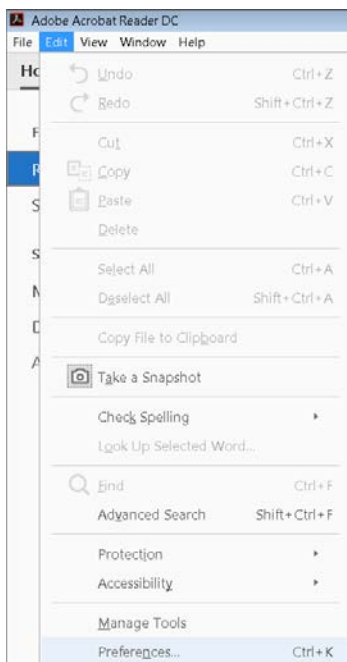 Adobe Acrobat Reader DC
File Edit View Window Help
Ho
Undo Ctrl+Z
Redo Shift+Ctrl+Z
F
Cut Ctrl+X
R
Copy Ctrl+C
S
Paste Ctrl+V
Delete
S
Select All Ctrl+A
M
Deselect All Shift+Ctrl+A
D
Copy File to Clipboard
A
Take a Snapshot
Check Spelling
Look Up Selected Word...
Find Ctrl+F
Advanced Search Shift+Ctrl+F
Protection
Accessibility
Manage Tools
Preferences... Ctrl+K